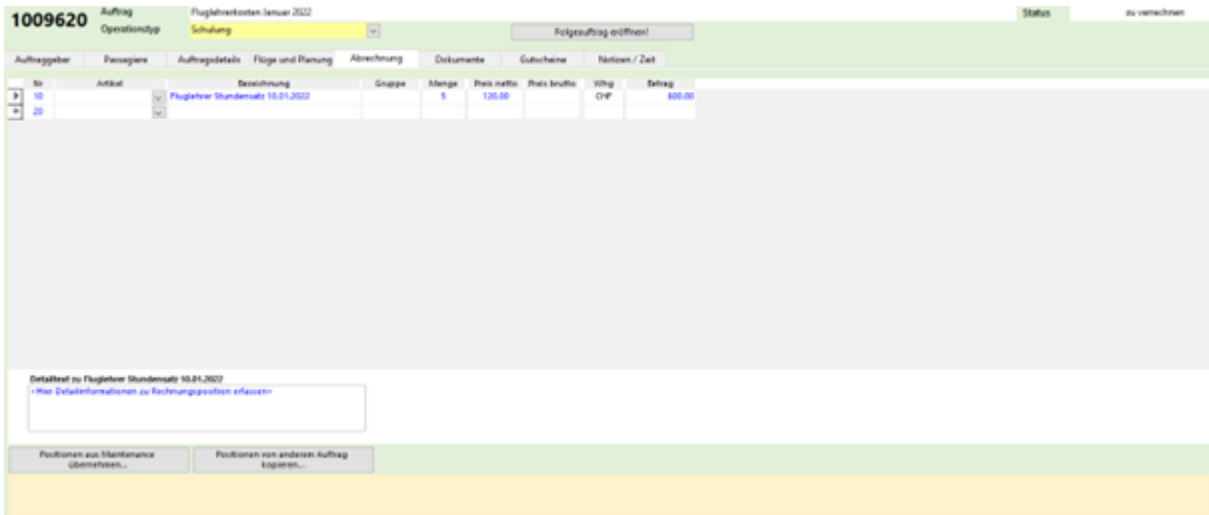 1009620 Auftrag Fluglehrerkosten Januar 2022 Status zu verrechnen
Operationstyp Schulung Folgeauftrag eröffnen!
Auftraggeber Passagiere Auftragsdetails Flüge und Planung Abrechnung Dokumente Gutscheine Notizen / Zeit
Nr Artikel Bezeichnung Gruppe Menge Preis netto Preis brutto Whg Betrag
10 Fluglehrer Stundensatz 10.01.2022 5 120.00 CHF 600.00
20
Detailtext zu Fluglehrer Stundensatz 10.01.2022
<Hier Detailinformationen zu Rechnungsposition erfassen>
Positionen aus Maintenance übernehmen... Positionen von anderem Auftrag kopieren...